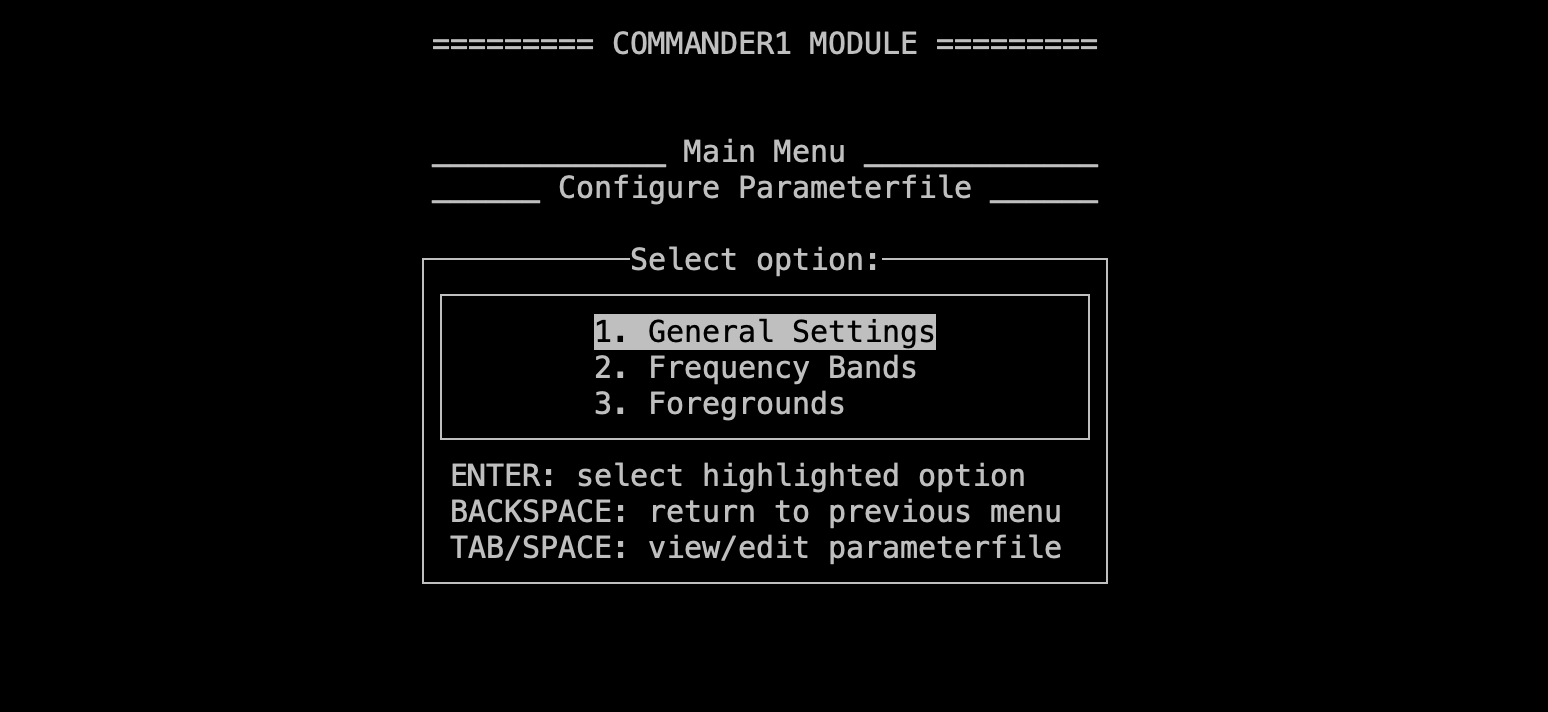 ========= COMMANDER1 MODULE =========
_____________ Main Menu _____________
______ Configure Parameterfile ______
Select option:
1. General Settings
2. Frequency Bands
3. Foregrounds
ENTER: select highlighted option
BACKSPACE: return to previous menu
TAB/SPACE: view/edit parameterfile